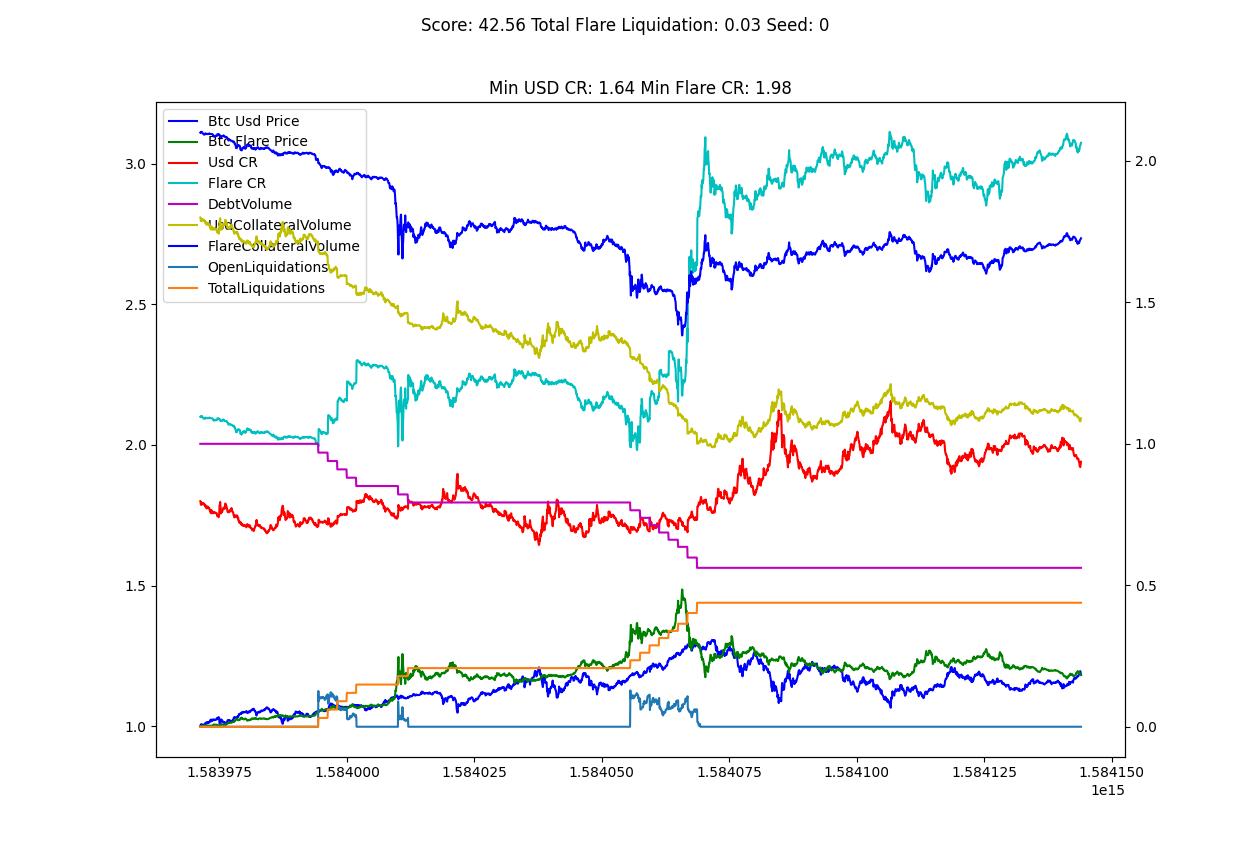 Score: 42.56 Total Flare Liquidation: 0.03 Seed: 0
Min USD CR: 1.64 Min Flare CR: 1.98
Btc Usd Price
Btc Flare Price
Usd CR
Flare CR
DebtVolume
UsdCollateralVolume
FlareCollateralVolume
OpenLiquidations
TotalLiquidations
3.0
2.5
2.0
1.5
1.0
2.0
1.5
1.0
0.5
0.0
1.583975 1.584000 1.584025 1.584050 1.584075 1.584100 1.584125 1.584150
1e15